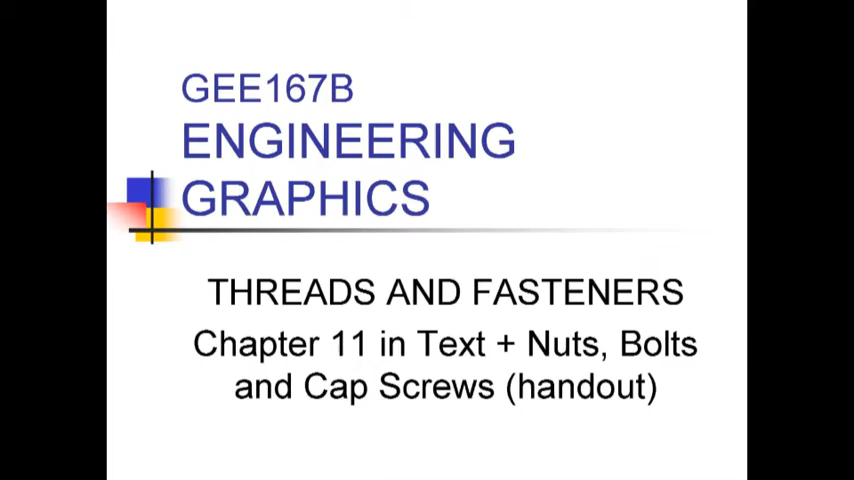 GEE167B
ENGINEERING
GRAPHICS
THREADS AND FASTENERS
Chapter 11 in Text + Nuts, Bolts
and Cap Screws (handout)